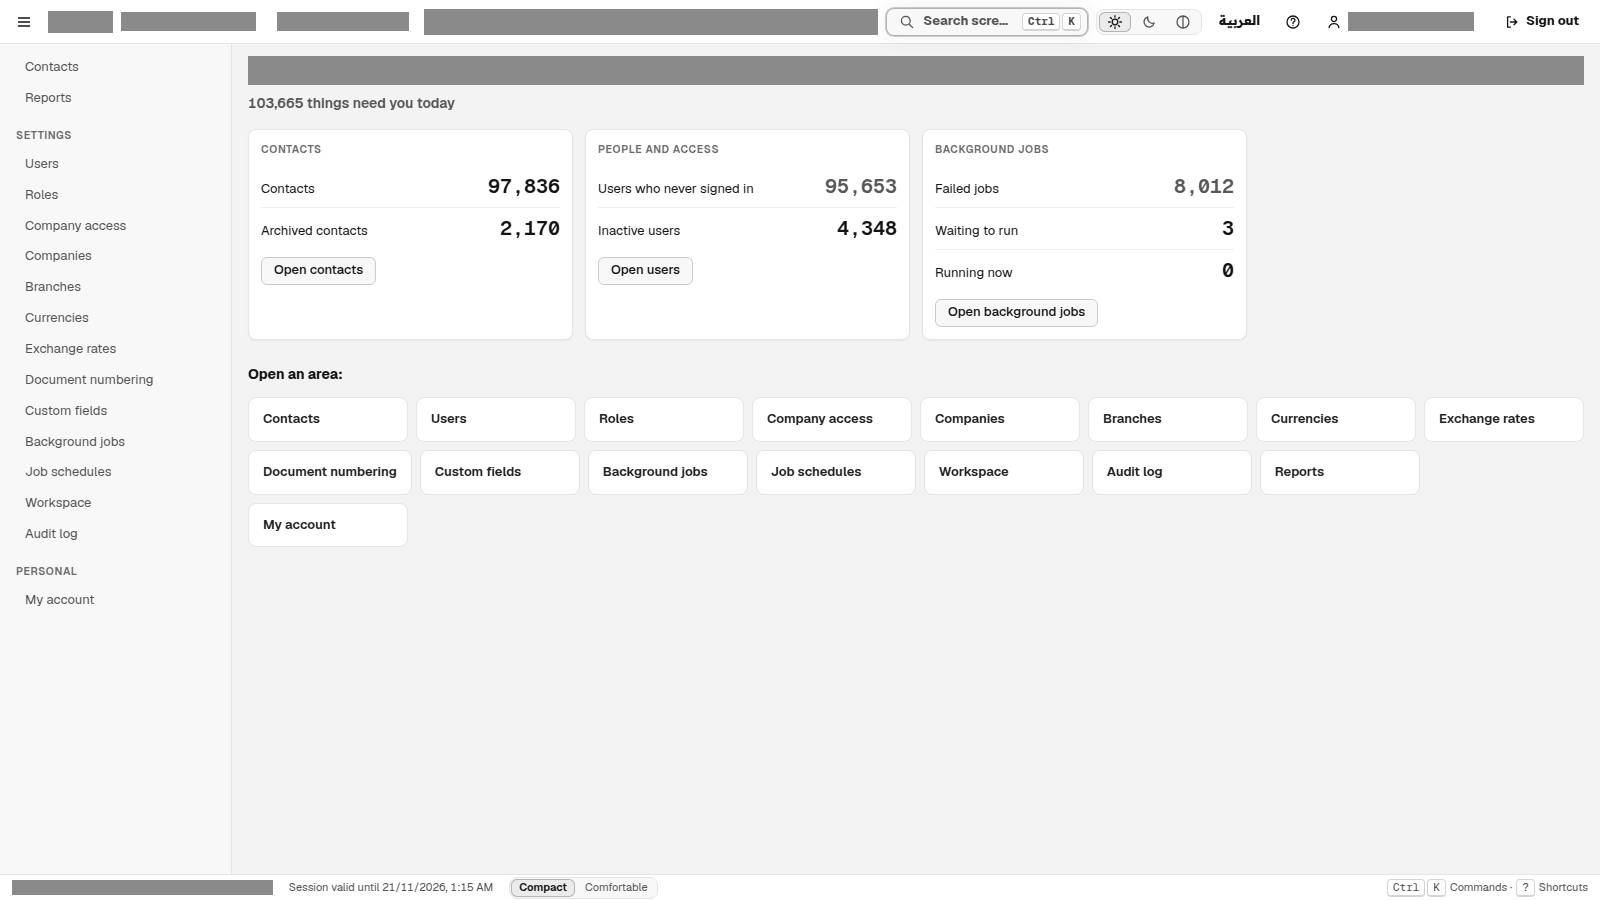 Search scre... Ctrl K العربية Sign out
Contacts
Reports
SETTINGS
Users
Roles
Company access
Companies
Branches
Currencies
Exchange rates
Document numbering
Custom fields
Background jobs
Job schedules
Workspace
Audit log
PERSONAL
My account
103,665 things need you today
CONTACTS
Contacts 97,836
Archived contacts 2,170
Open contacts
PEOPLE AND ACCESS
Users who never signed in 95,653
Inactive users 4,348
Open users
BACKGROUND JOBS
Failed jobs 8,012
Waiting to run 3
Running now 0
Open background jobs
Open an area:
Contacts Users Roles Company access Companies Branches Currencies Exchange rates
Document numbering Custom fields Background jobs Job schedules Workspace Audit log Reports
My account
Session valid until 21/11/2026, 1:15 AM Compact Comfortable Ctrl K Commands · ? Shortcuts